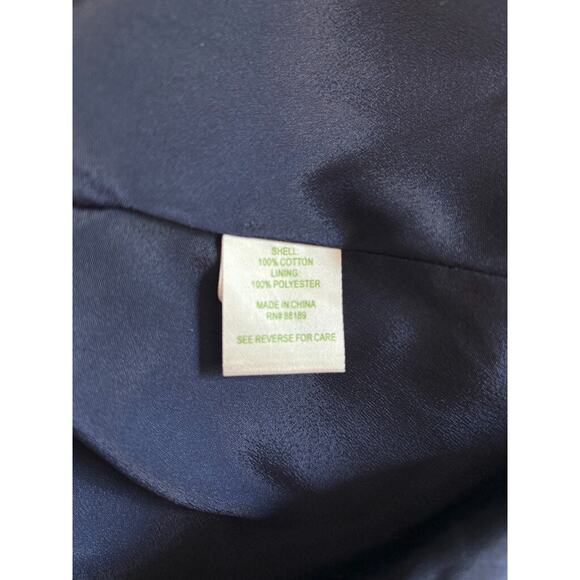 SHELL:
100% COTTON
LINING:
100% POLYESTER
MADE IN CHINA
RN# 88189
SEE REVERSE FOR CARE